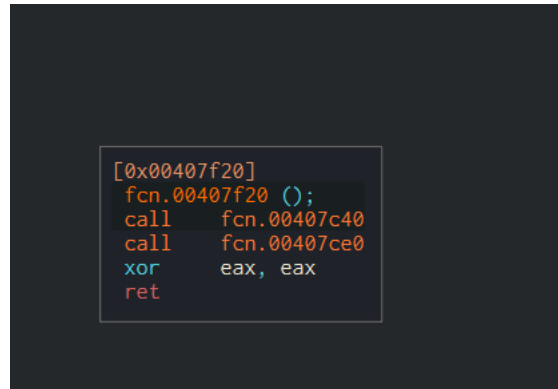 [0x00407f20]
fcn.00407f20 ();
call fcn.00407c40
call fcn.00407ce0
xor eax, eax
ret